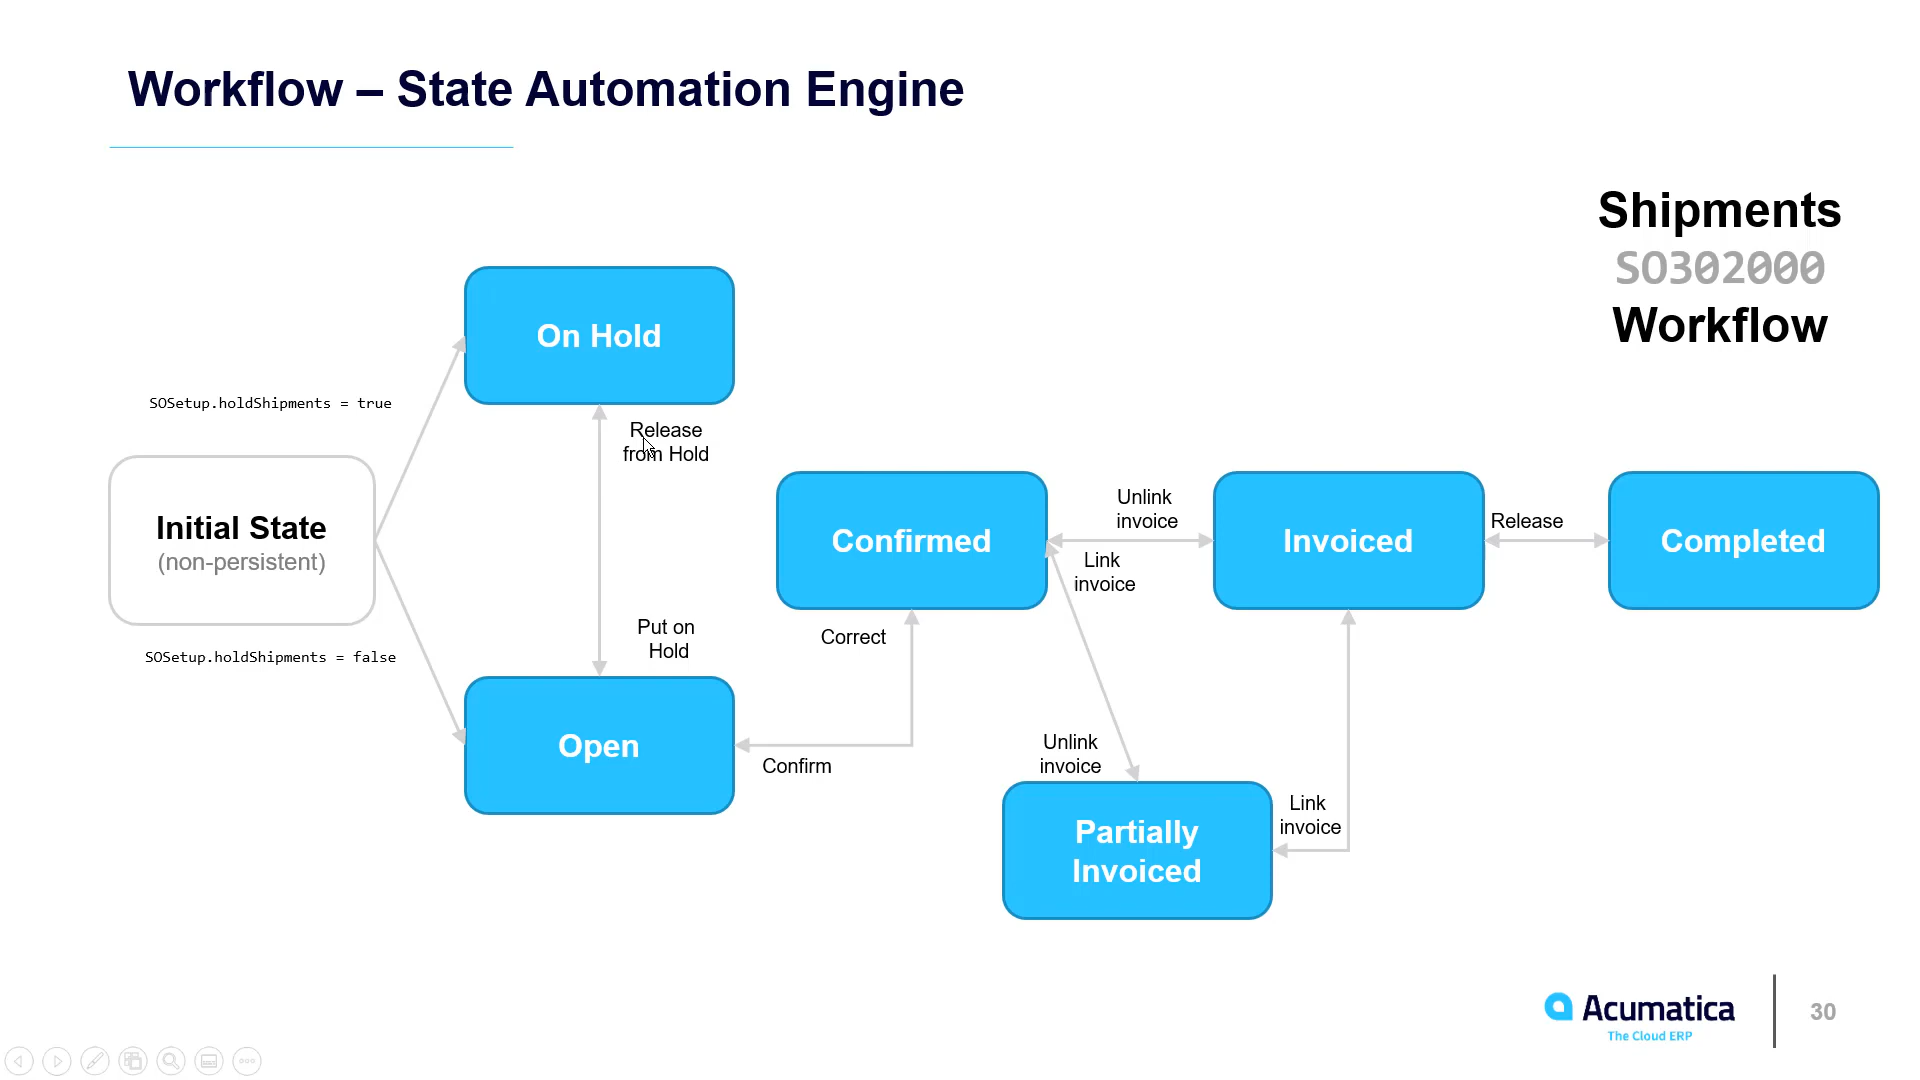 Workflow – State Automation Engine
Shipments
SO302000
Workflow
On Hold
SOSetup.holdShipments = true
Release
from Hold
Initial State
(non-persistent)
Confirmed
Unlink
invoice
Link
invoice
Invoiced
Release
Completed
SOSetup.holdShipments = false
Put on
Hold
Correct
Open
Confirm
Unlink
invoice
Partially
Invoiced
Link
invoice
Acumatica
The Cloud ERP
30